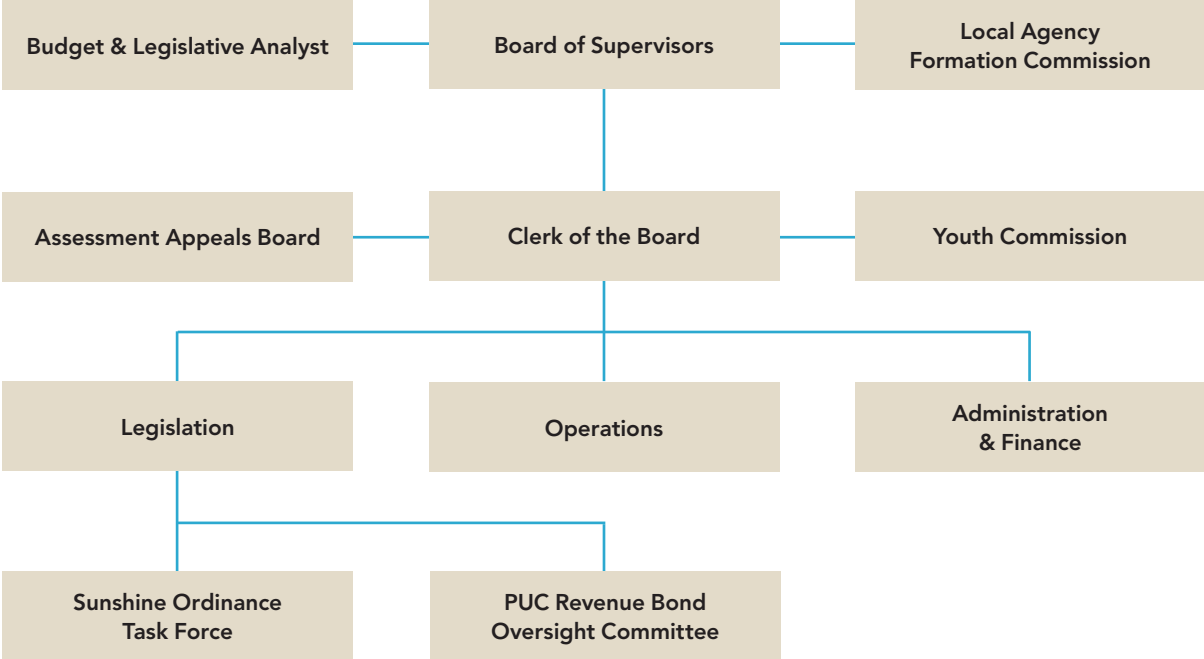 Budget & Legislative Analyst
Board of Supervisors
Local Agency
Formation Commission
Assessment Appeals Board
Clerk of the Board
Youth Commission
Legislation
Operations
Administration
& Finance
Sunshine Ordinance
Task Force
PUC Revenue Bond
Oversight Committee